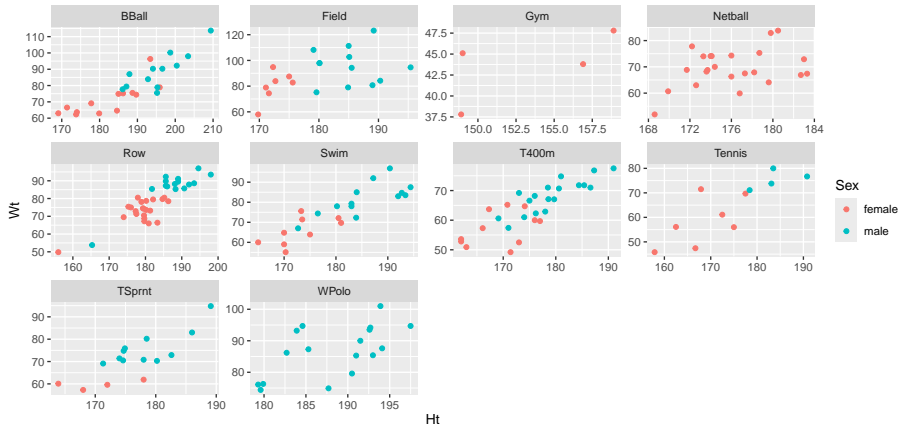 BBall Field Gym Netball
110
100
90
80
70
60
170 180 190 200 210
120
100
80
60
170 180 190
47.5
45.0
42.5
40.0
37.5
150.0 152.5 155.0 157.5
80
70
60
50
168 172 176 180 184
Row Swim T400m Tennis
90
80
70
60
50
160 170 180 190 200
90
80
70
60
170 180 190
70
60
50
170 180 190
80
70
60
50
160 170 180 190
TSprnt WPolo
90
80
70
60
170 180 190
100
90
80
180 185 190 195
Wt
Ht
Sex
female
male